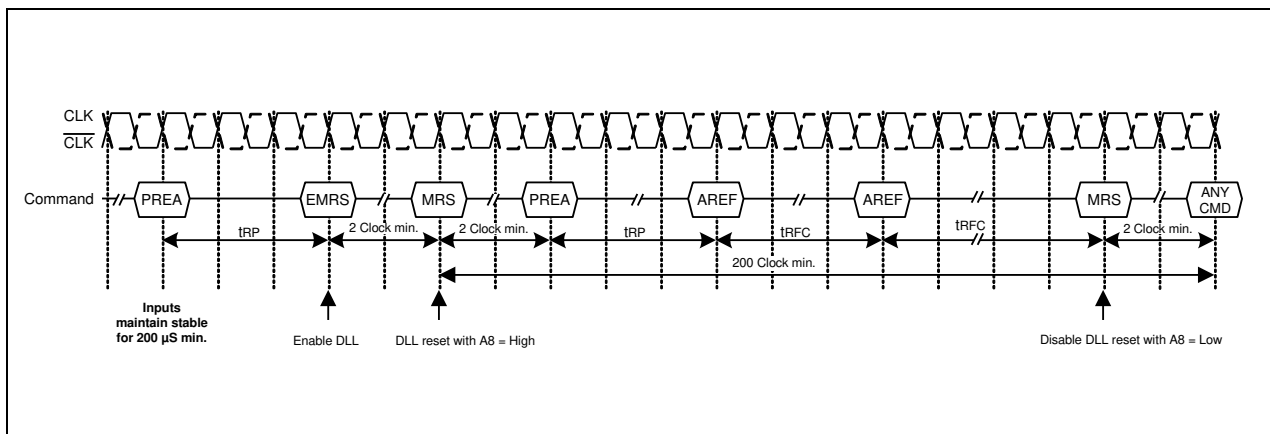 CLK
CLK
Command
PREA
EMRS
MRS
PREA
AREF
AREF
MRS
ANY
CMD
tRP
2 Clock min.
2 Clock min.
tRP
tRFC
tRFC
2 Clock min.
200 Clock min.
Inputs
maintain stable
for 200 µS min.
Enable DLL
DLL reset with A8 = High
Disable DLL reset with A8 = Low